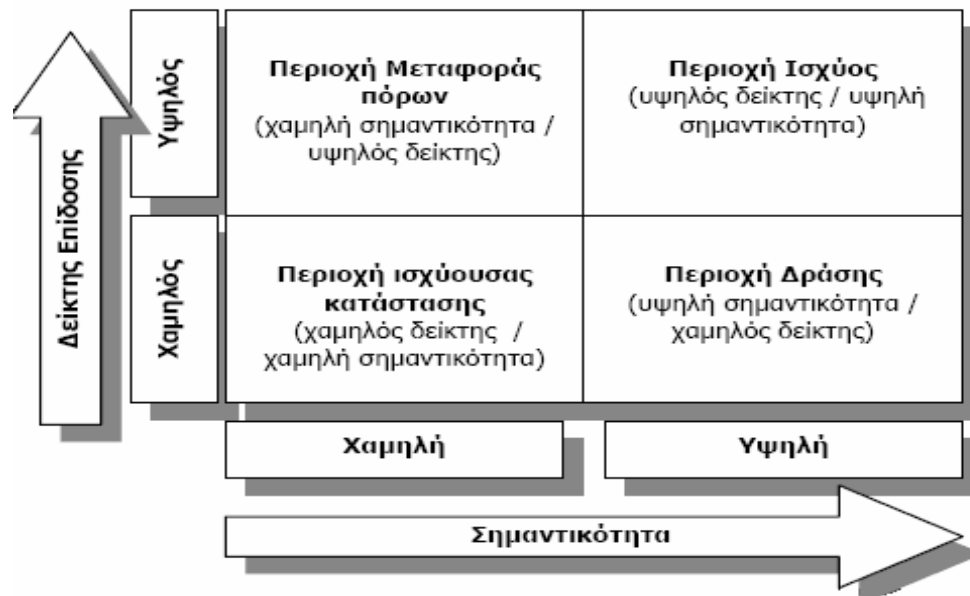 Δείκτης Επίδοσης
Υψηλός
Περιοχή Μεταφοράς
πόρων
(χαμηλή σημαντικότητα /
υψηλός δείκτης)
Περιοχή Ισχύος
(υψηλός δείκτης / υψηλή
σημαντικότητα)
Χαμηλός
Περιοχή ισχύουσας
κατάστασης
(χαμηλός δείκτης /
χαμηλή σημαντικότητα)
Περιοχή Δράσης
(υψηλή σημαντικότητα /
χαμηλός δείκτης)
Χαμηλή
Υψηλή
Σημαντικότητα